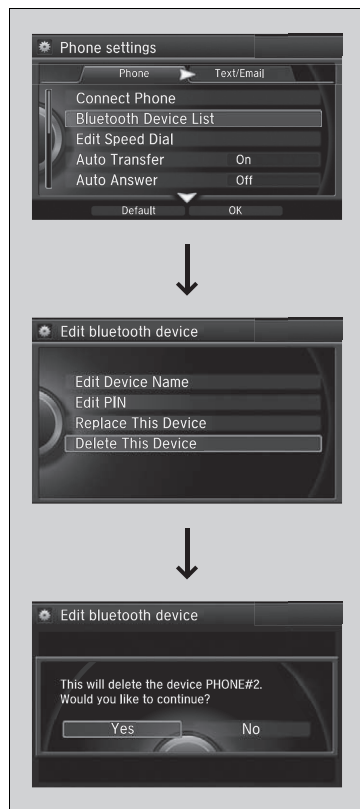 Phone settings
Phone Text/Email
Connect Phone
Bluetooth Device List
Edit Speed Dial
Auto Transfer On
Auto Answer Off
Default OK
Edit bluetooth device
Edit Device Name
Edit PIN
Replace This Device
Delete This Device
Edit bluetooth device
This will delete the device PHONE#2.
Would you like to continue?
Yes No